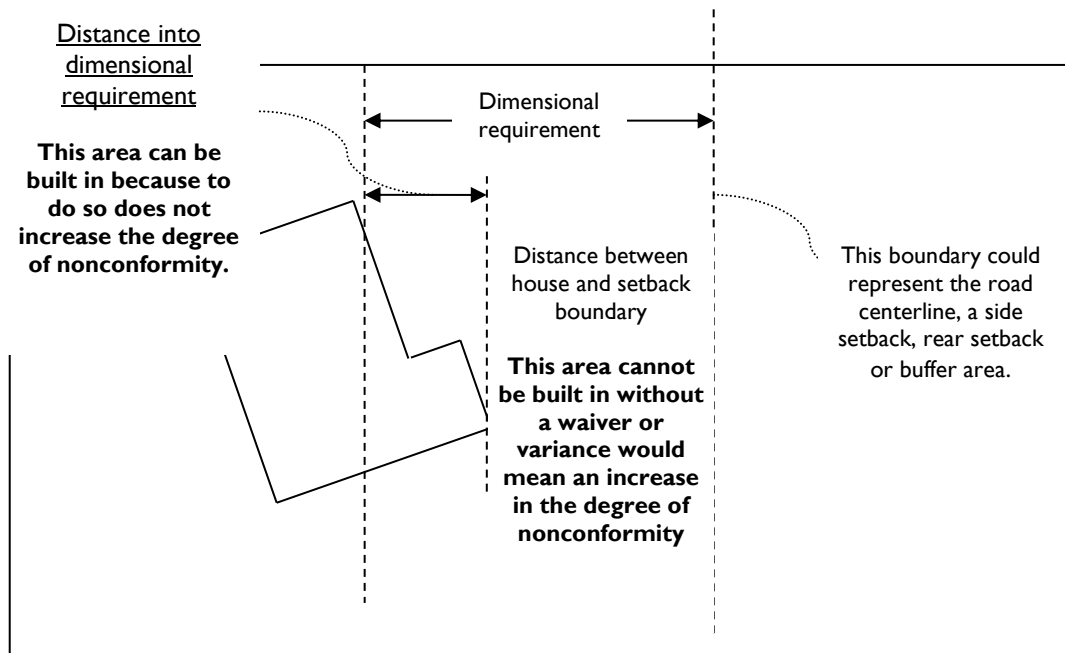 Distance into
dimensional
requirement
This area can be
built in because to
do so does not
increase the degree
of nonconformity.
Dimensional
requirement
Distance between
house and setback
boundary
This area cannot
be built in without
a waiver or
variance would
mean an increase
in the degree of
nonconformity
This boundary could
represent the road
centerline, a side
setback, rear setback
or buffer area.